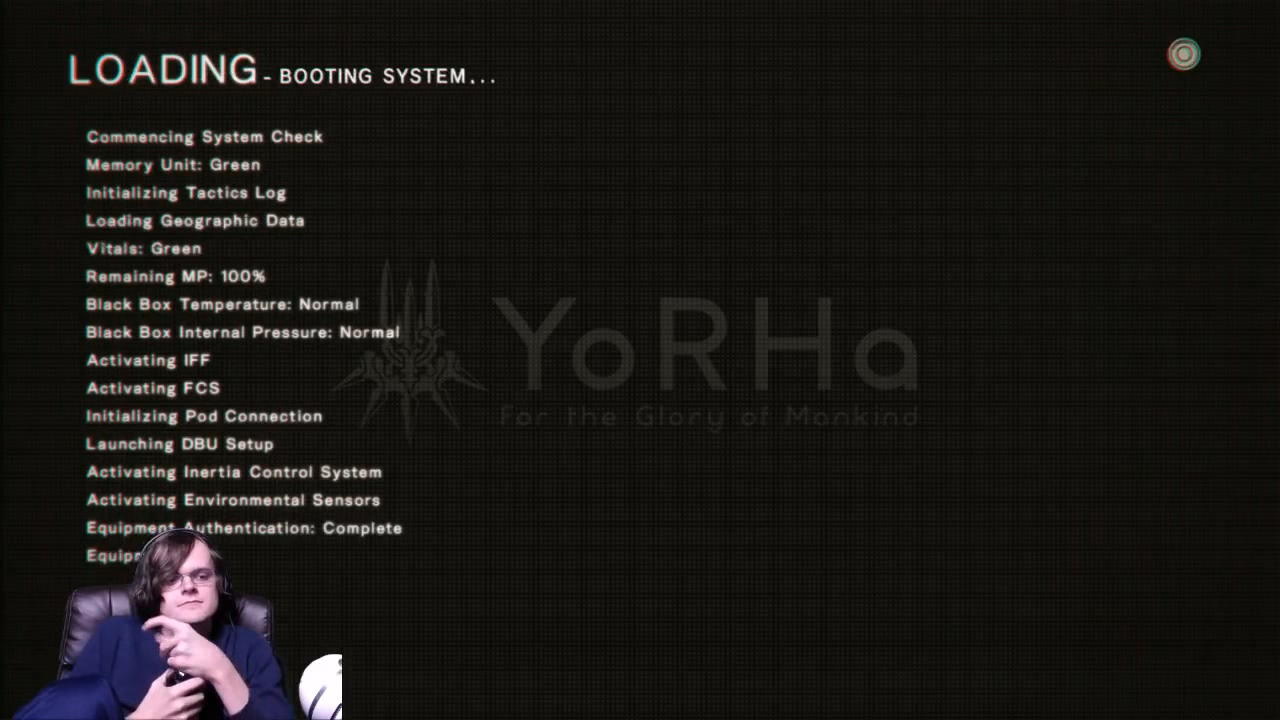 LOADING - BOOTING SYSTEM...
Commencing System Check
Memory Unit: Green
Initializing Tactics Log
Loading Geographic Data
Vitals: Green
Remaining MP: 100%
Black Box Temperature: Normal
Black Box Internal Pressure: Normal
Activating IFF
Activating FCS
Initializing Pod Connection
Launching DBU Setup
Activating Inertia Control System
Activating Environmental Sensors
Equipment Authentication: Complete
YoRHa
For the Glory of Mankind